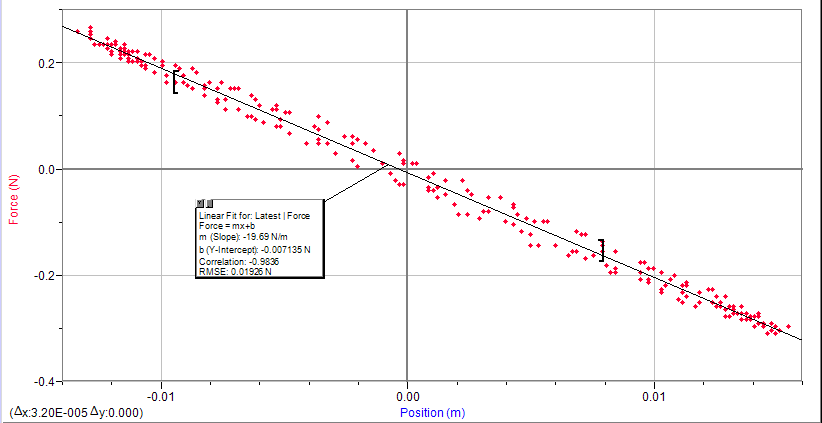 0.2
Linear Fit for: Latest | Force
Force = mx+b
m (Slope): -19.69 N/m
b (Y-Intercept): -0.007135 N
Correlation: -0.9836
RMSE: 0.01926 N
0.0
Force (N)
-0.2
-0.4
-0.01
0.00
0.01
(Δx:3.20E-005 Δy:0.000)
Position (m)